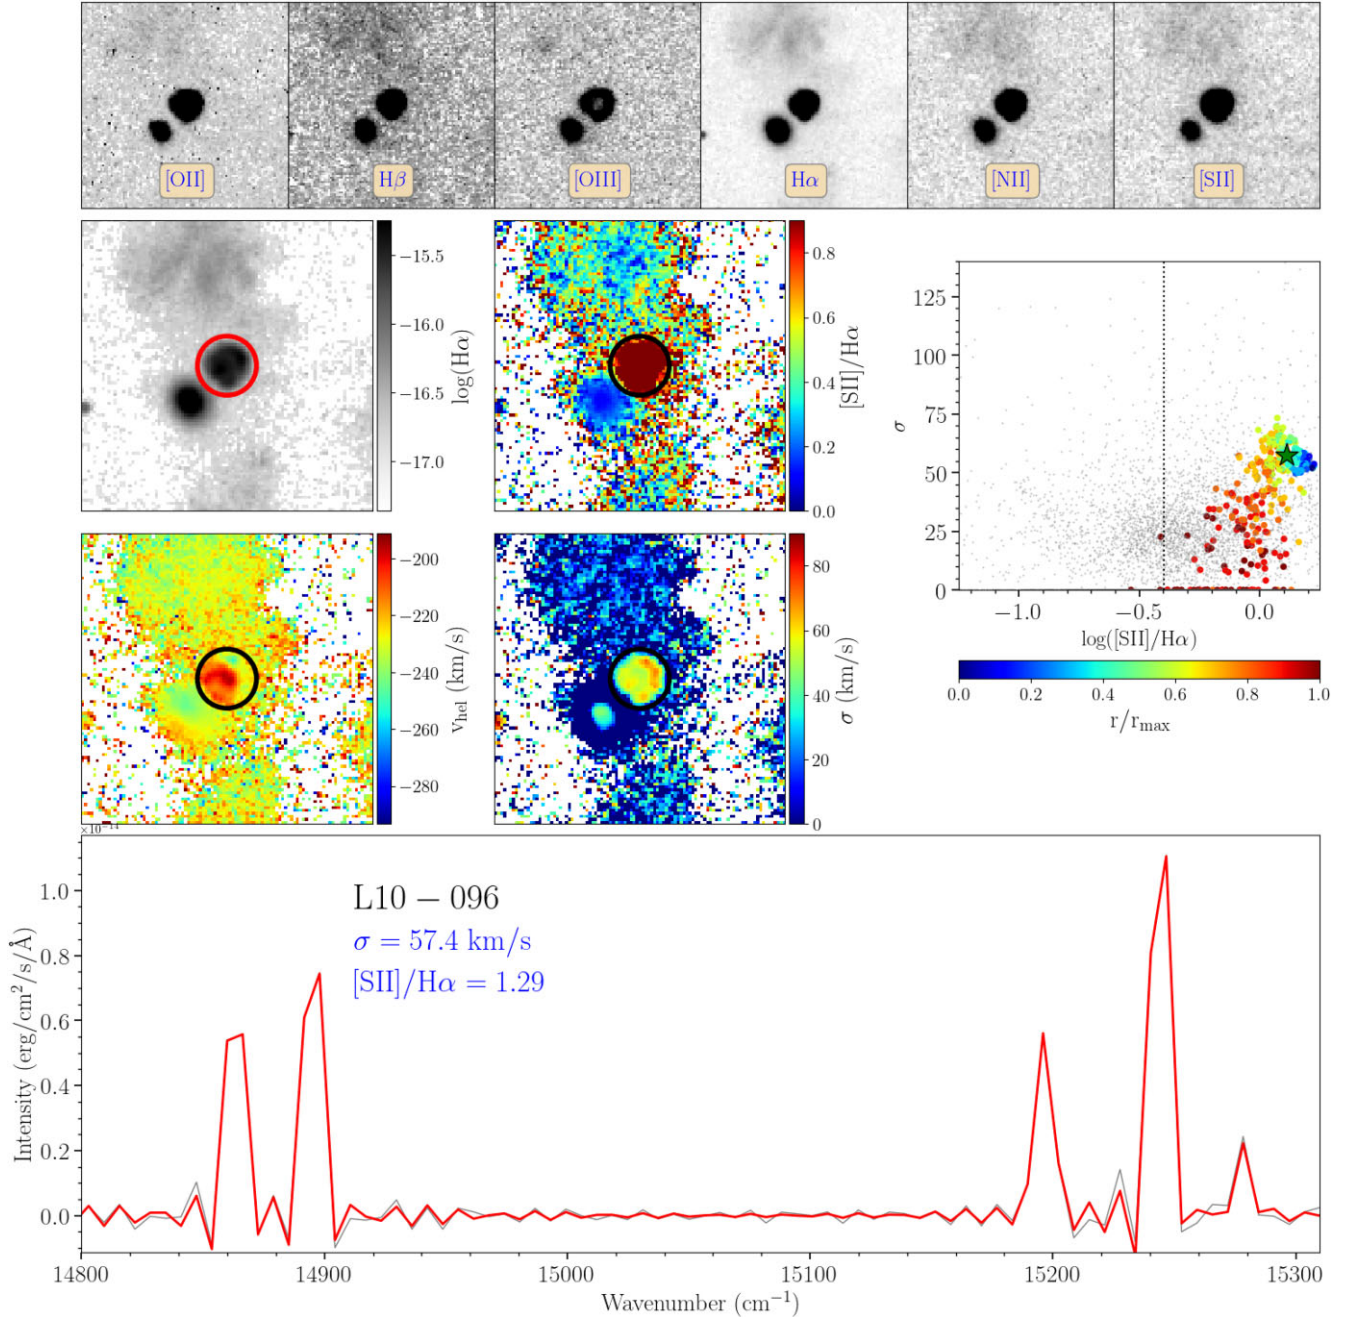 [OII] Hβ [OIII] Hα [NII] [SII]
−15.5
−16.0
−16.5
−17.0
log(Hα)
0.8
0.6
0.4
0.2
0.0
[SII]/Hα
135
100
75
50
25
0
σ
−1.0 −0.5 0.0
log([SII]/Hα)
0.0 0.2 0.4 0.6 0.8 1.0
r/rmax
−200
−220
−240
−260
−280
vhel (km/s)
80
60
40
20
0
σ (km/s)
×10−14
L10 − 096
σ = 57.4 km/s
[SII]/Hα = 1.29
1.0
0.8
0.6
0.4
0.2
0.0
Intensity (erg/cm²/s/Å)
14800 14900 15000 15100 15200 15300
Wavenumber (cm−1)